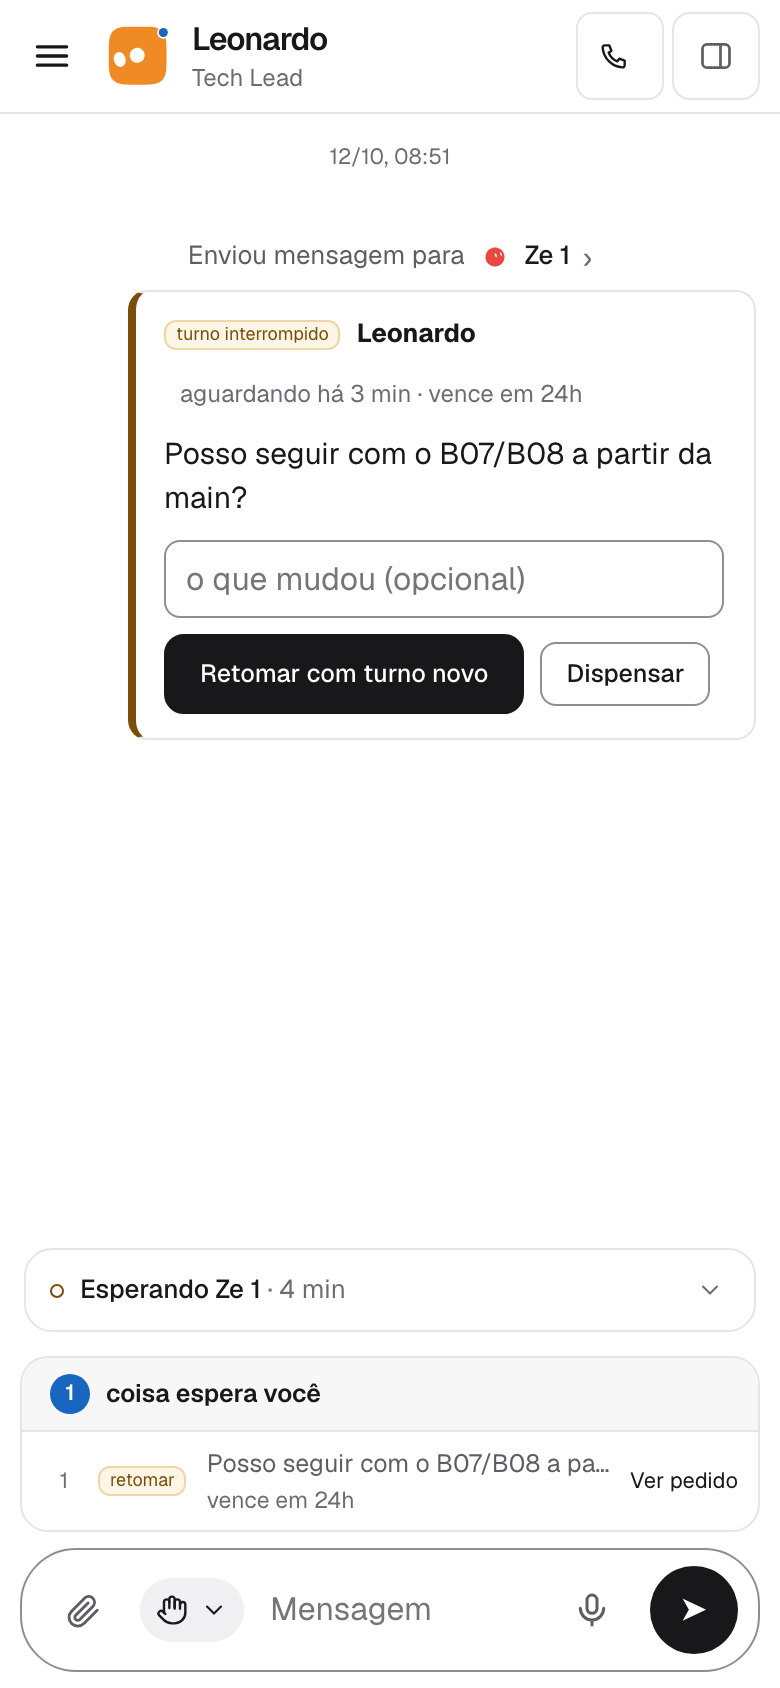 Leonardo
Tech Lead
12/10, 08:51
Enviou mensagem para Ze 1 ›
turno interrompido Leonardo
aguardando há 3 min · vence em 24h
Posso seguir com o B07/B08 a partir da
main?
o que mudou (opcional)
Retomar com turno novo Dispensar
Esperando Ze 1 · 4 min
1 coisa espera você
1 retomar Posso seguir com o B07/B08 a pa... Ver pedido
vence em 24h
Mensagem